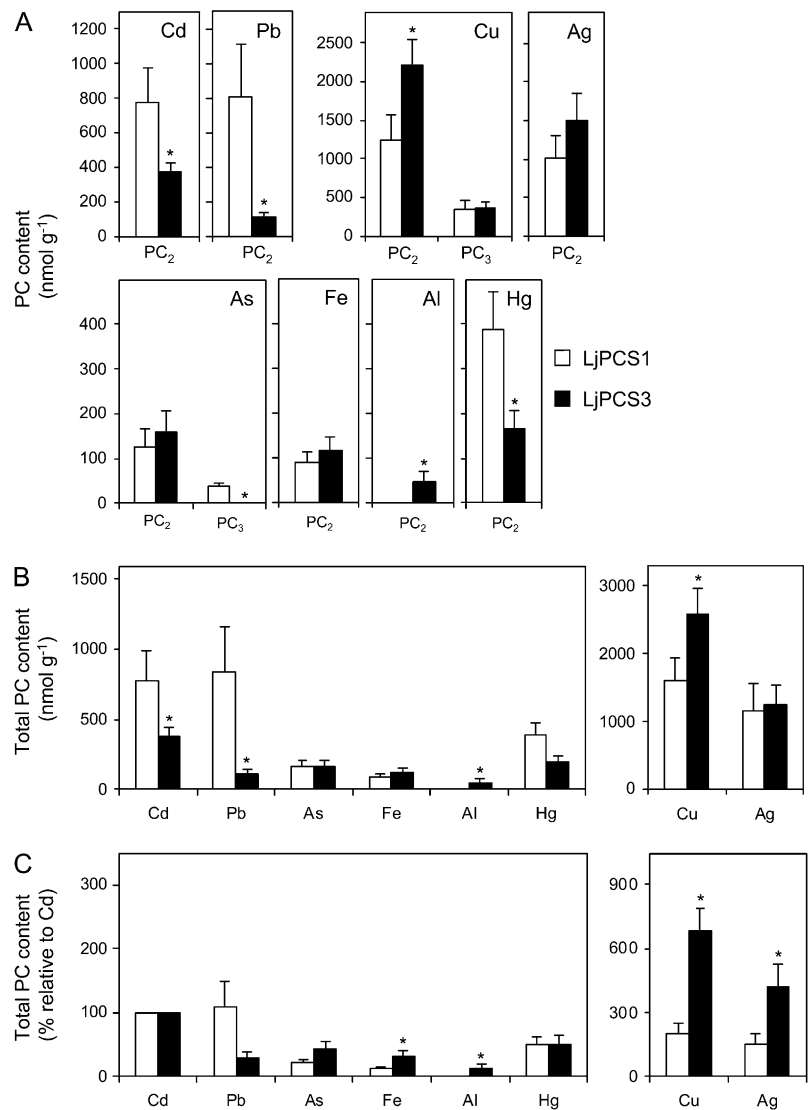 A
PC content
(nmol g-1)
1200
1000
800
600
400
200
0
Cd
*
PC2
Pb
*
PC2
2500
2000
1500
1000
500
0
Cu
*
PC2
PC3
Ag
PC2
400
300
200
100
0
As
*
PC2
PC3
Fe
PC2
Al
*
PC2
Hg
*
PC2
LjPCS1
LjPCS3
B
Total PC content
(nmol g-1)
1500
1000
500
0
*
*
*
Cd Pb As Fe Al Hg
3000
2000
1000
0
*
Cu Ag
C
Total PC content
(% relative to Cd)
300
200
100
0
*
*
Cd Pb As Fe Al Hg
900
600
300
0
*
*
Cu Ag